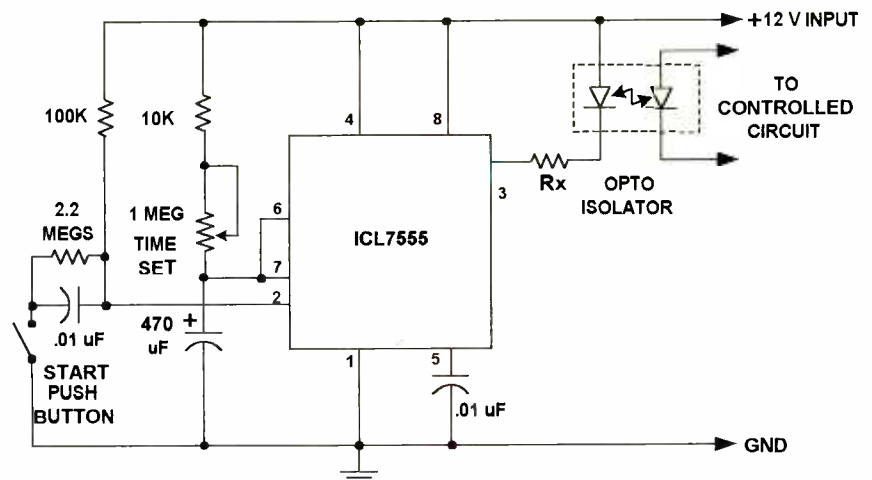 +12 V INPUT
100K
10K
4
8
TO
CONTROLLED
CIRCUIT
Rx
3
OPTO
ISOLATOR
2.2
MEGS
1 MEG
TIME
SET
6
ICL7555
7
2
.01 uF
470 +
uF
1
5
START
PUSH
BUTTON
.01 uF
GND